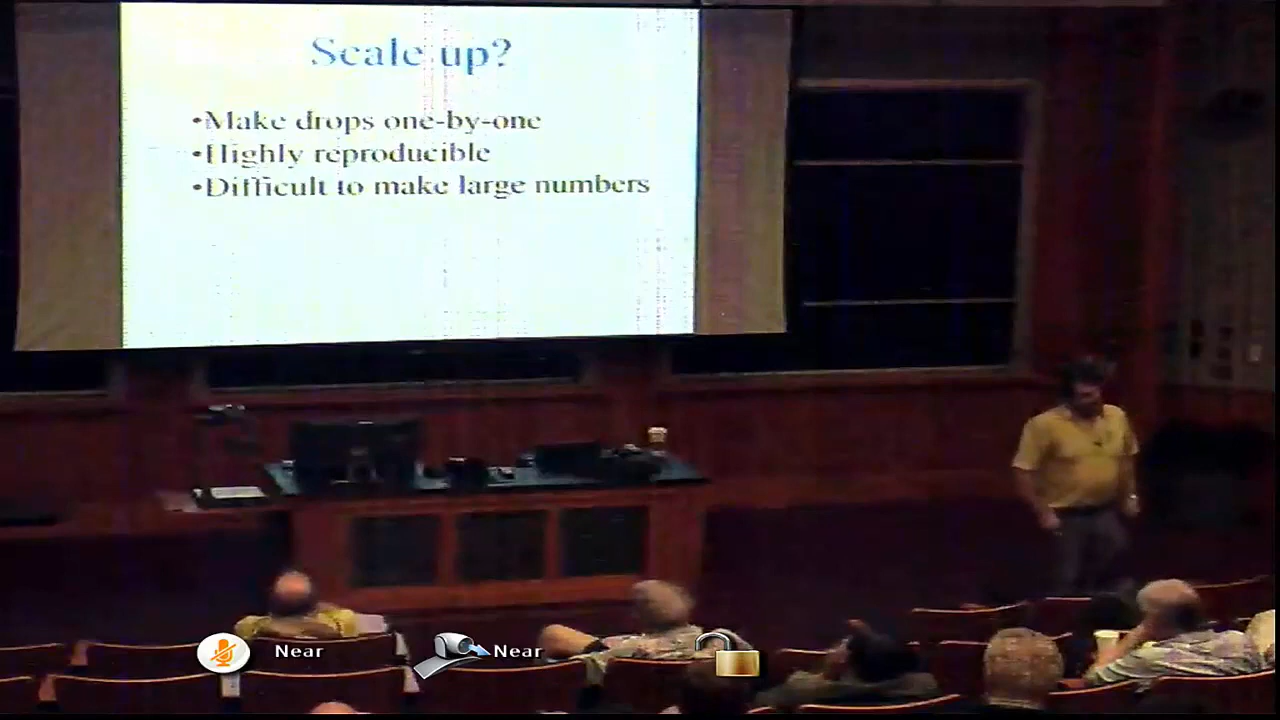 Scale up?
•Make drops one-by-one
•Highly reproducible
•Difficult to make large numbers
Near
Near